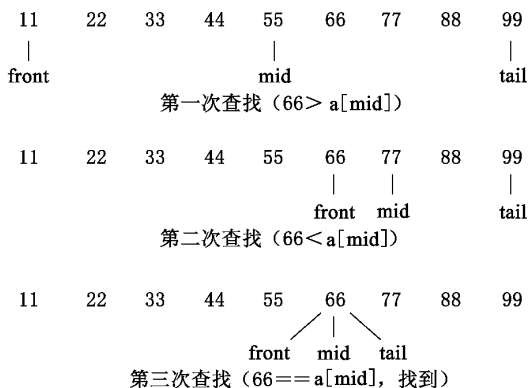 11 22 33 44 55 66 77 88 99
front mid tail
第一次查找（66> a[mid]）
11 22 33 44 55 66 77 88 99
front mid tail
第二次查找（66<a[mid]）
11 22 33 44 55 66 77 88 99
front mid tail
第三次查找（66==a[mid]，找到）